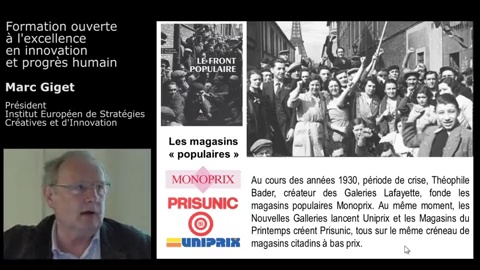 Formation ouverte
à l'excellence
en innovation
et progrès humain
Marc Giget
Président
Institut Européen de Stratégies
Créatives et d'Innovation
LE FRONT
POPULAIRE
Les magasins
« populaires »
MONOPRIX
PRISUNIC
UNIPRIX
Au cours des années 1930, période de crise, Théophile
Bader, créateur des Galeries Lafayette, fonde les
magasins populaires Monoprix. Au même moment, les
Nouvelles Galleries lancent Uniprix et les Magasins du
Printemps créent Prisunic, tous sur le même créneau de
magasins citadins à bas prix.